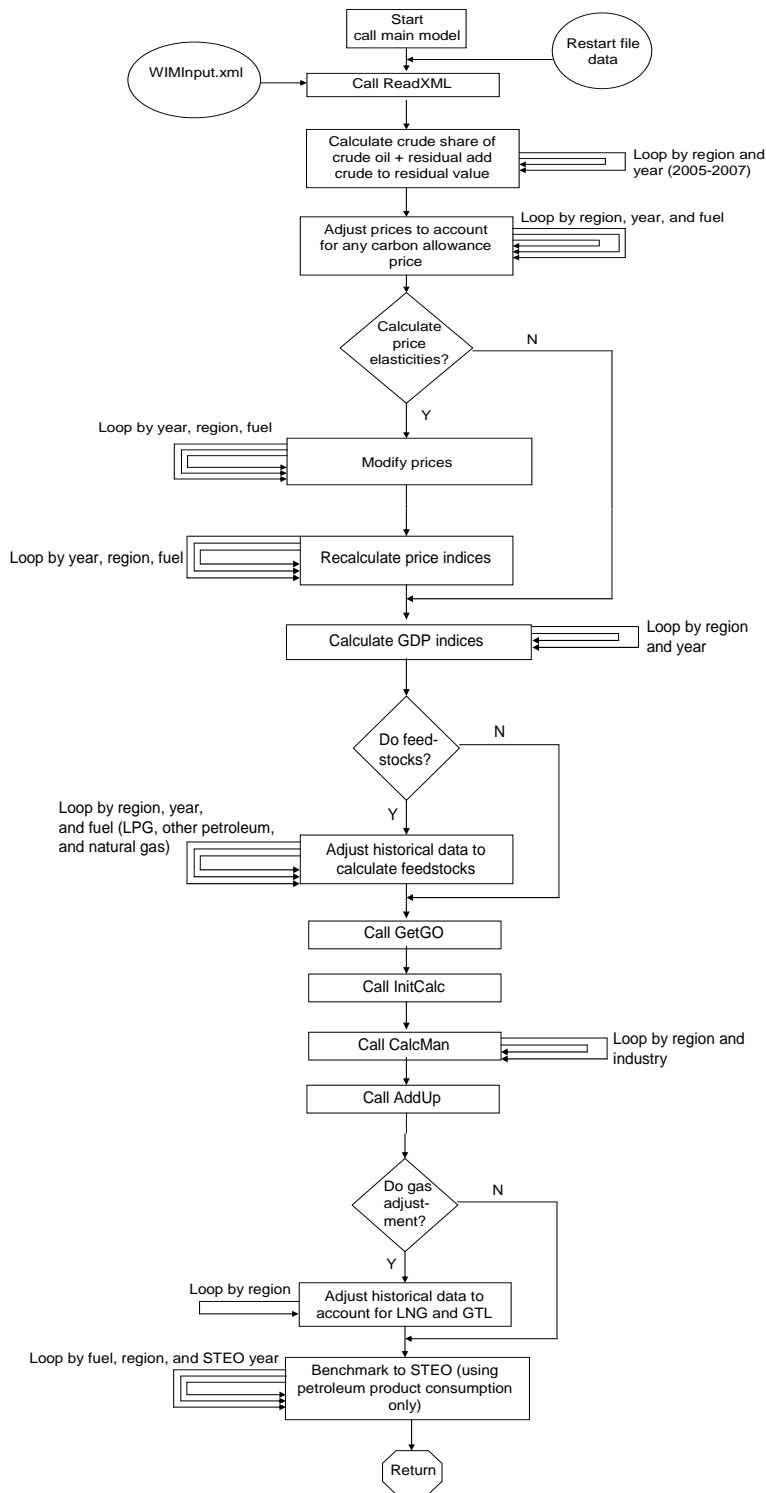 Start
call main model
Restart file
data
WIMInput.xml
Call ReadXML
Calculate crude share of
crude oil + residual add
crude to residual value
Loop by region and
year (2005-2007)
Loop by region, year, and fuel
Adjust prices to account
for any carbon allowance
price
Calculate
price
elasticities?
N
Y
Loop by year, region, fuel
Modify prices
Loop by year, region, fuel
Recalculate price indices
Calculate GDP indices
Loop by region
and year
Do feed-
stocks?
N
Y
Loop by region, year,
and fuel (LPG, other petroleum,
and natural gas)
Adjust historical data to
calculate feedstocks
Call GetGO
Call InitCalc
Call CalcMan
Loop by region and
industry
Call AddUp
Do gas
adjust-
ment?
N
Y
Loop by region
Adjust historical data to
account for LNG and GTL
Loop by fuel, region, and STEO year
Benchmark to STEO (using
petroleum product consumption
only)
Return